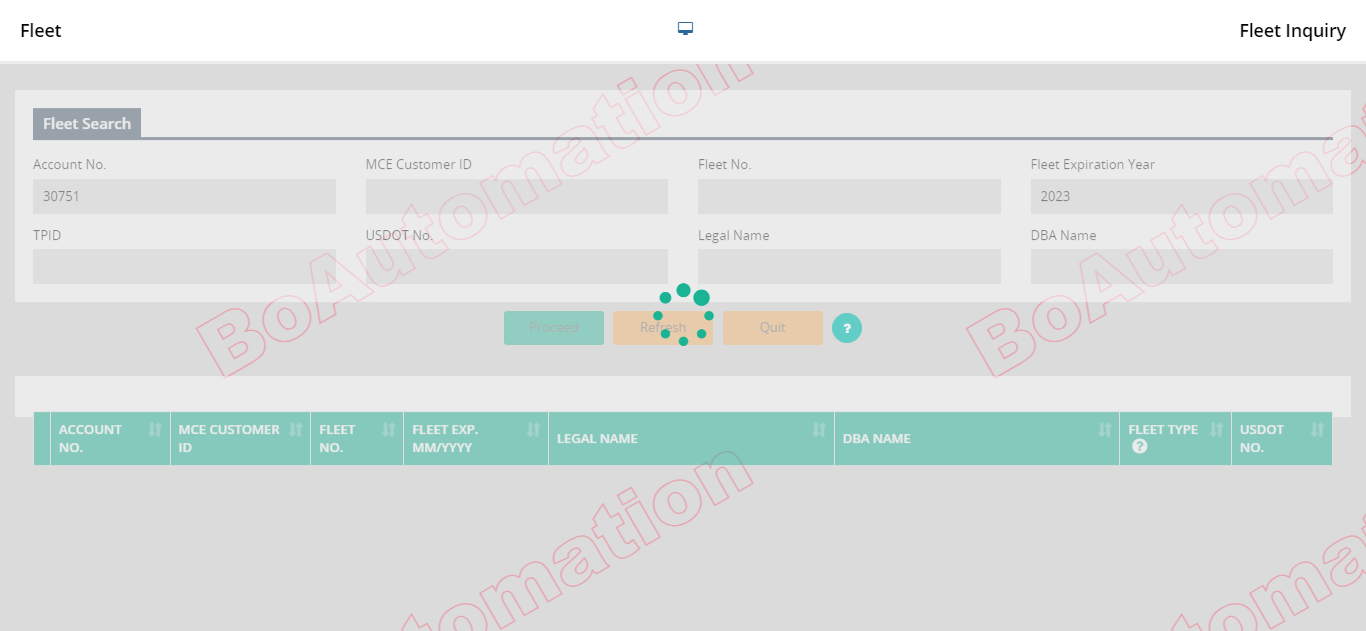 Fleet
Fleet Inquiry
Fleet Search
Account No.
MCE Customer ID
Fleet No.
Fleet Expiration Year
30751
2023
TPID
USDOT No.
Legal Name
DBA Name
Proceed
Refresh
Quit
?
ACCOUNT NO.
MCE CUSTOMER ID
FLEET NO.
FLEET EXP. MM/YYYY
LEGAL NAME
DBA NAME
FLEET TYPE ?
USDOT NO.
BoAutomation
BoAutomation
tomation
tomation